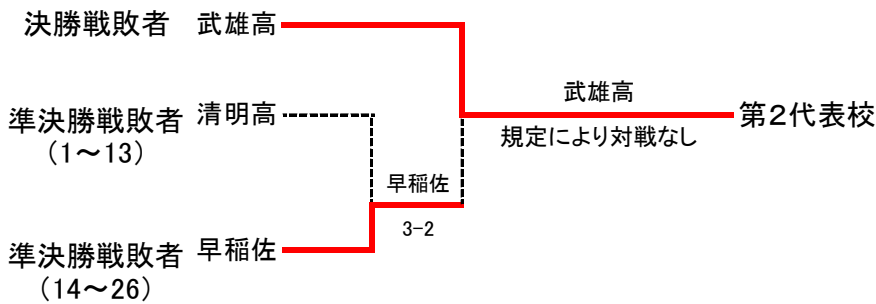 決勝戦敗者 武雄高
武雄高
準決勝戦敗者 清明高
(1～13)
第2代表校
規定により対戦なし
早稲佐
3-2
準決勝戦敗者 早稲佐
(14～26)